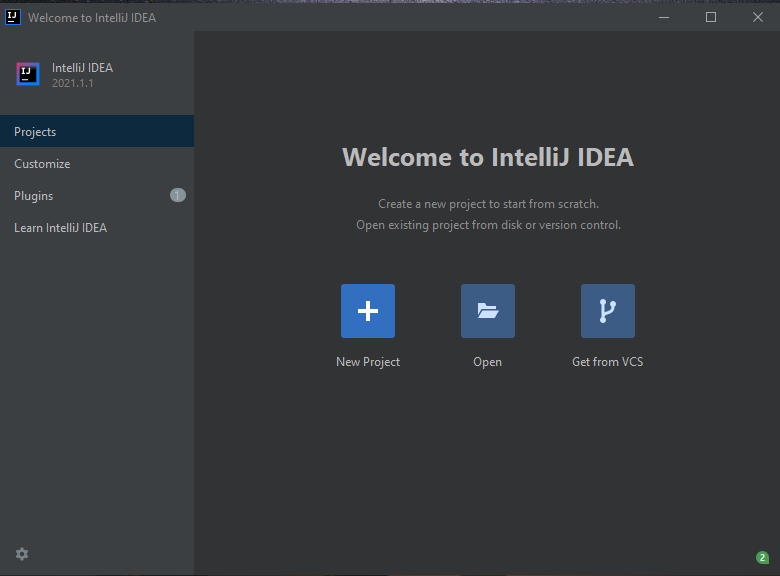 Welcome to IntelliJ IDEA
IJ
IntelliJ IDEA
2021.1.1
Projects
Customize
Plugins
1
Learn IntelliJ IDEA
Welcome to IntelliJ IDEA
Create a new project to start from scratch.
Open existing project from disk or version control.
New Project
Open
Get from VCS
2